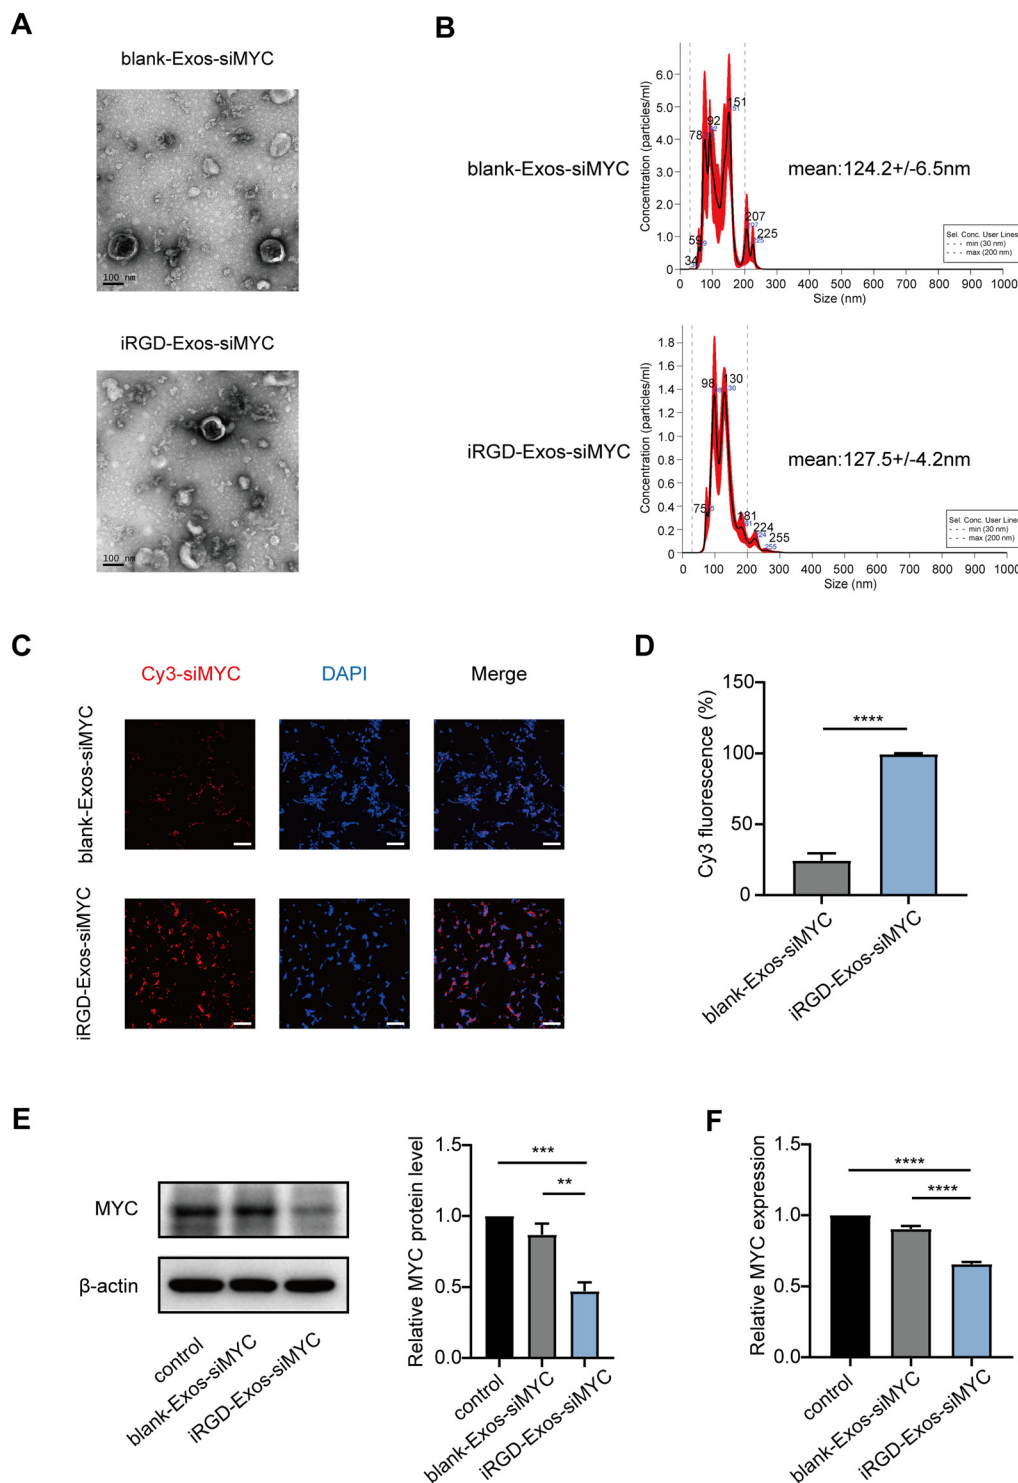 A
blank-Exos-siMYC
100 nm
iRGD-Exos-siMYC
100 nm
B
blank-Exos-siMYC
Concentration (particles/ml)
6.0
5.0
4.0
3.0
2.0
1.0
0
34
59
78
92
151
207
225
mean:124.2+/-6.5nm
Sel. Conc. User Lines
- - - min (30 nm)
- - - max (200 nm)
0 100 200 300 400 500 600 700 800 900 1000
Size (nm)
iRGD-Exos-siMYC
Concentration (particles/ml)
1.8
1.6
1.4
1.2
1.0
0.8
0.6
0.4
0.2
0
75
98
130
181
224
255
mean:127.5+/-4.2nm
Sel. Conc. User Lines
- - - min (30 nm)
- - - max (200 nm)
0 100 200 300 400 500 600 700 800 900 1000
Size (nm)
C
Cy3-siMYC DAPI Merge
blank-Exos-siMYC
iRGD-Exos-siMYC
D
Cy3 fluorescence (%)
150
100
50
0
****
blank-Exos-siMYC
iRGD-Exos-siMYC
E
MYC
β-actin
control
blank-Exos-siMYC
iRGD-Exos-siMYC
Relative MYC protein level
1.5
1.0
0.5
0.0
***
**
control
blank-Exos-siMYC
iRGD-Exos-siMYC
F
Relative MYC expression
1.5
1.0
0.5
0.0
****
****
control
blank-Exos-siMYC
iRGD-Exos-siMYC